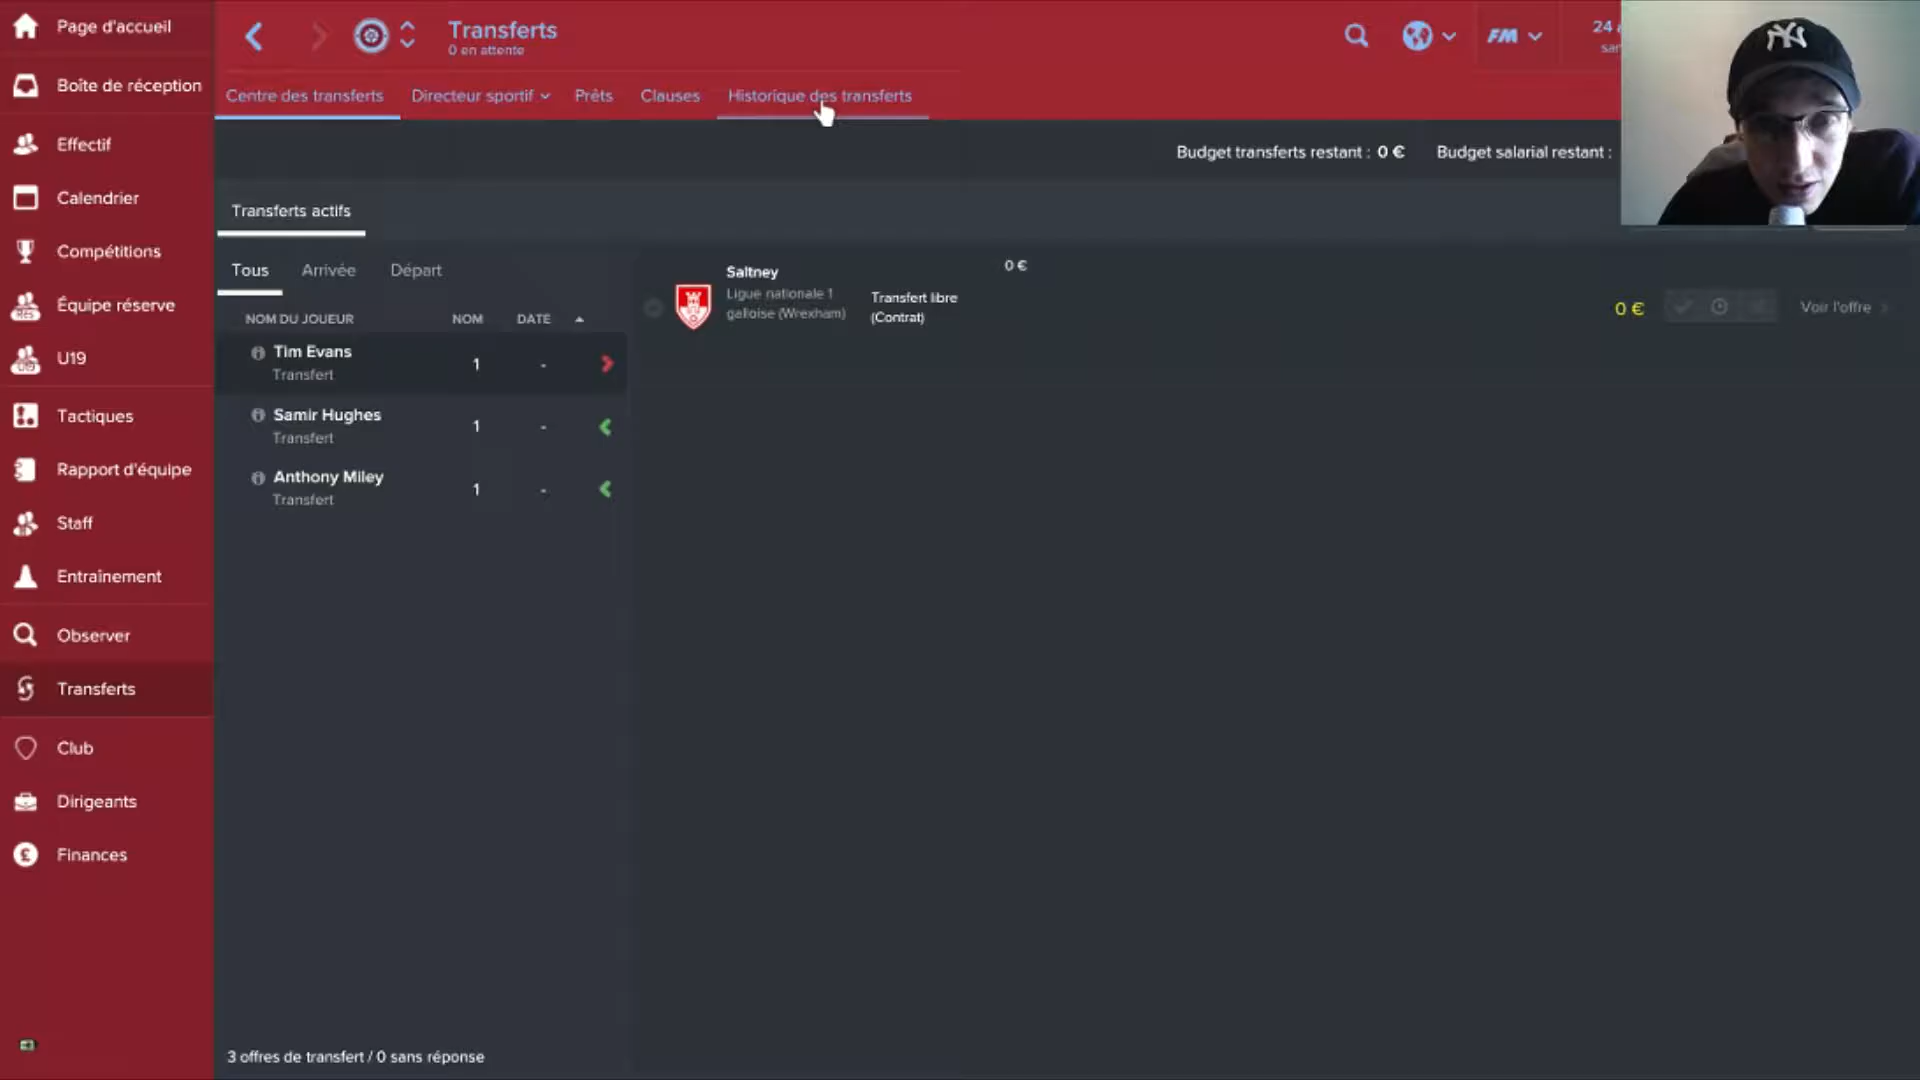 Page d'accueil
Boîte de réception
Effectif
Calendrier
Compétitions
Équipe réserve
U19
Tactiques
Rapport d'équipe
Staff
Entraînement
Observer
Transferts
Club
Dirigeants
Finances
Transferts
0 en attente
FM
24
Centre des transferts
Directeur sportif
Prêts
Clauses
Historique des transferts
Budget transferts restant : 0 €
Budget salarial restant :
Transferts actifs
Tous
Arrivée
Départ
NOM DU JOUEUR
NOM
DATE
Tim Evans
Transfert
1
-
Samir Hughes
Transfert
1
-
Anthony Miley
Transfert
1
-
Saltney
Ligue nationale 1
galloise (Wrexham)
Transfert libre
(Contrat)
0 €
0 €
Voir l'offre
3 offres de transfert / 0 sans réponse
NY